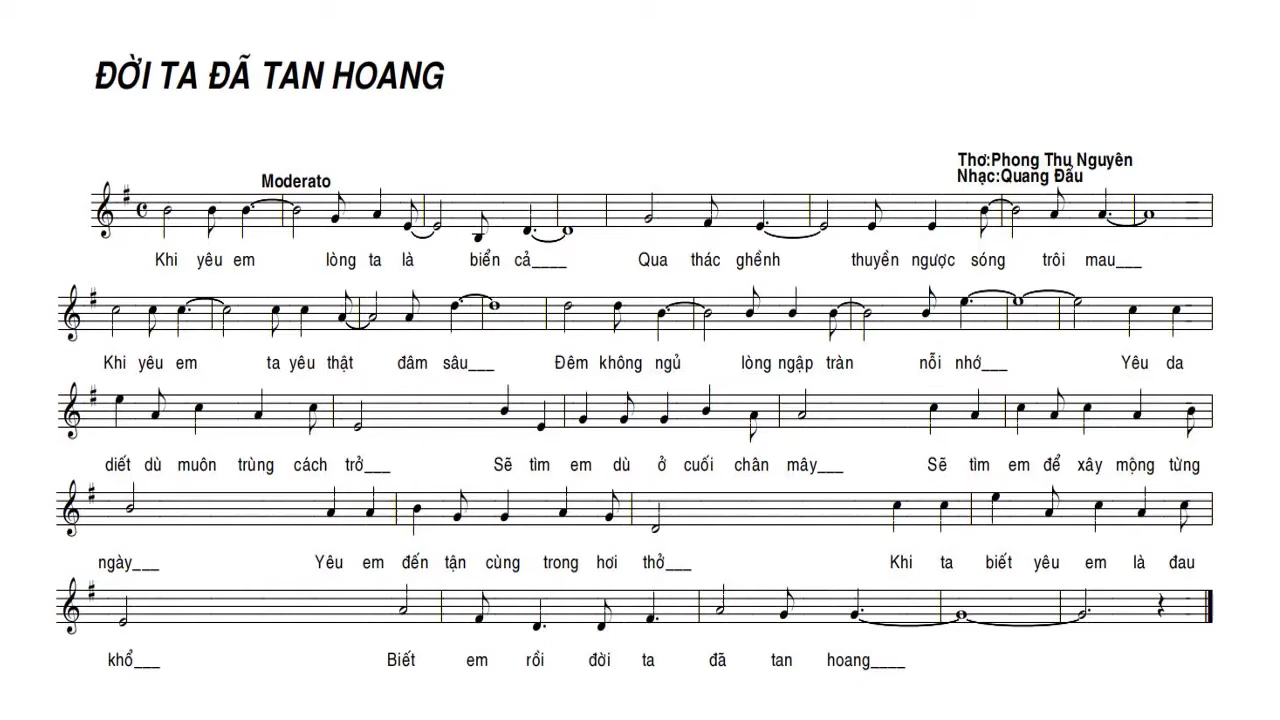 ĐỜI TA ĐÃ TAN HOANG
Thơ:Phong Thu Nguyên
Moderato
Nhạc:Quang Đẩu
Khi yêu em lòng ta là biển cả____ Qua thác ghềnh thuyền ngược sóng trôi mau___
Khi yêu em ta yêu thật đâm sâu___ Đêm không ngủ lòng ngập tràn nỗi nhớ___ Yêu da
diết dù muôn trùng cách trở___ Sẽ tìm em dù ở cuối chân mây___ Sẽ tìm em để xây mộng từng
ngày___ Yêu em đến tận cùng trong hơi thở___ Khi ta biết yêu em là đau
khổ___ Biết em rồi đời ta đã tan hoang____